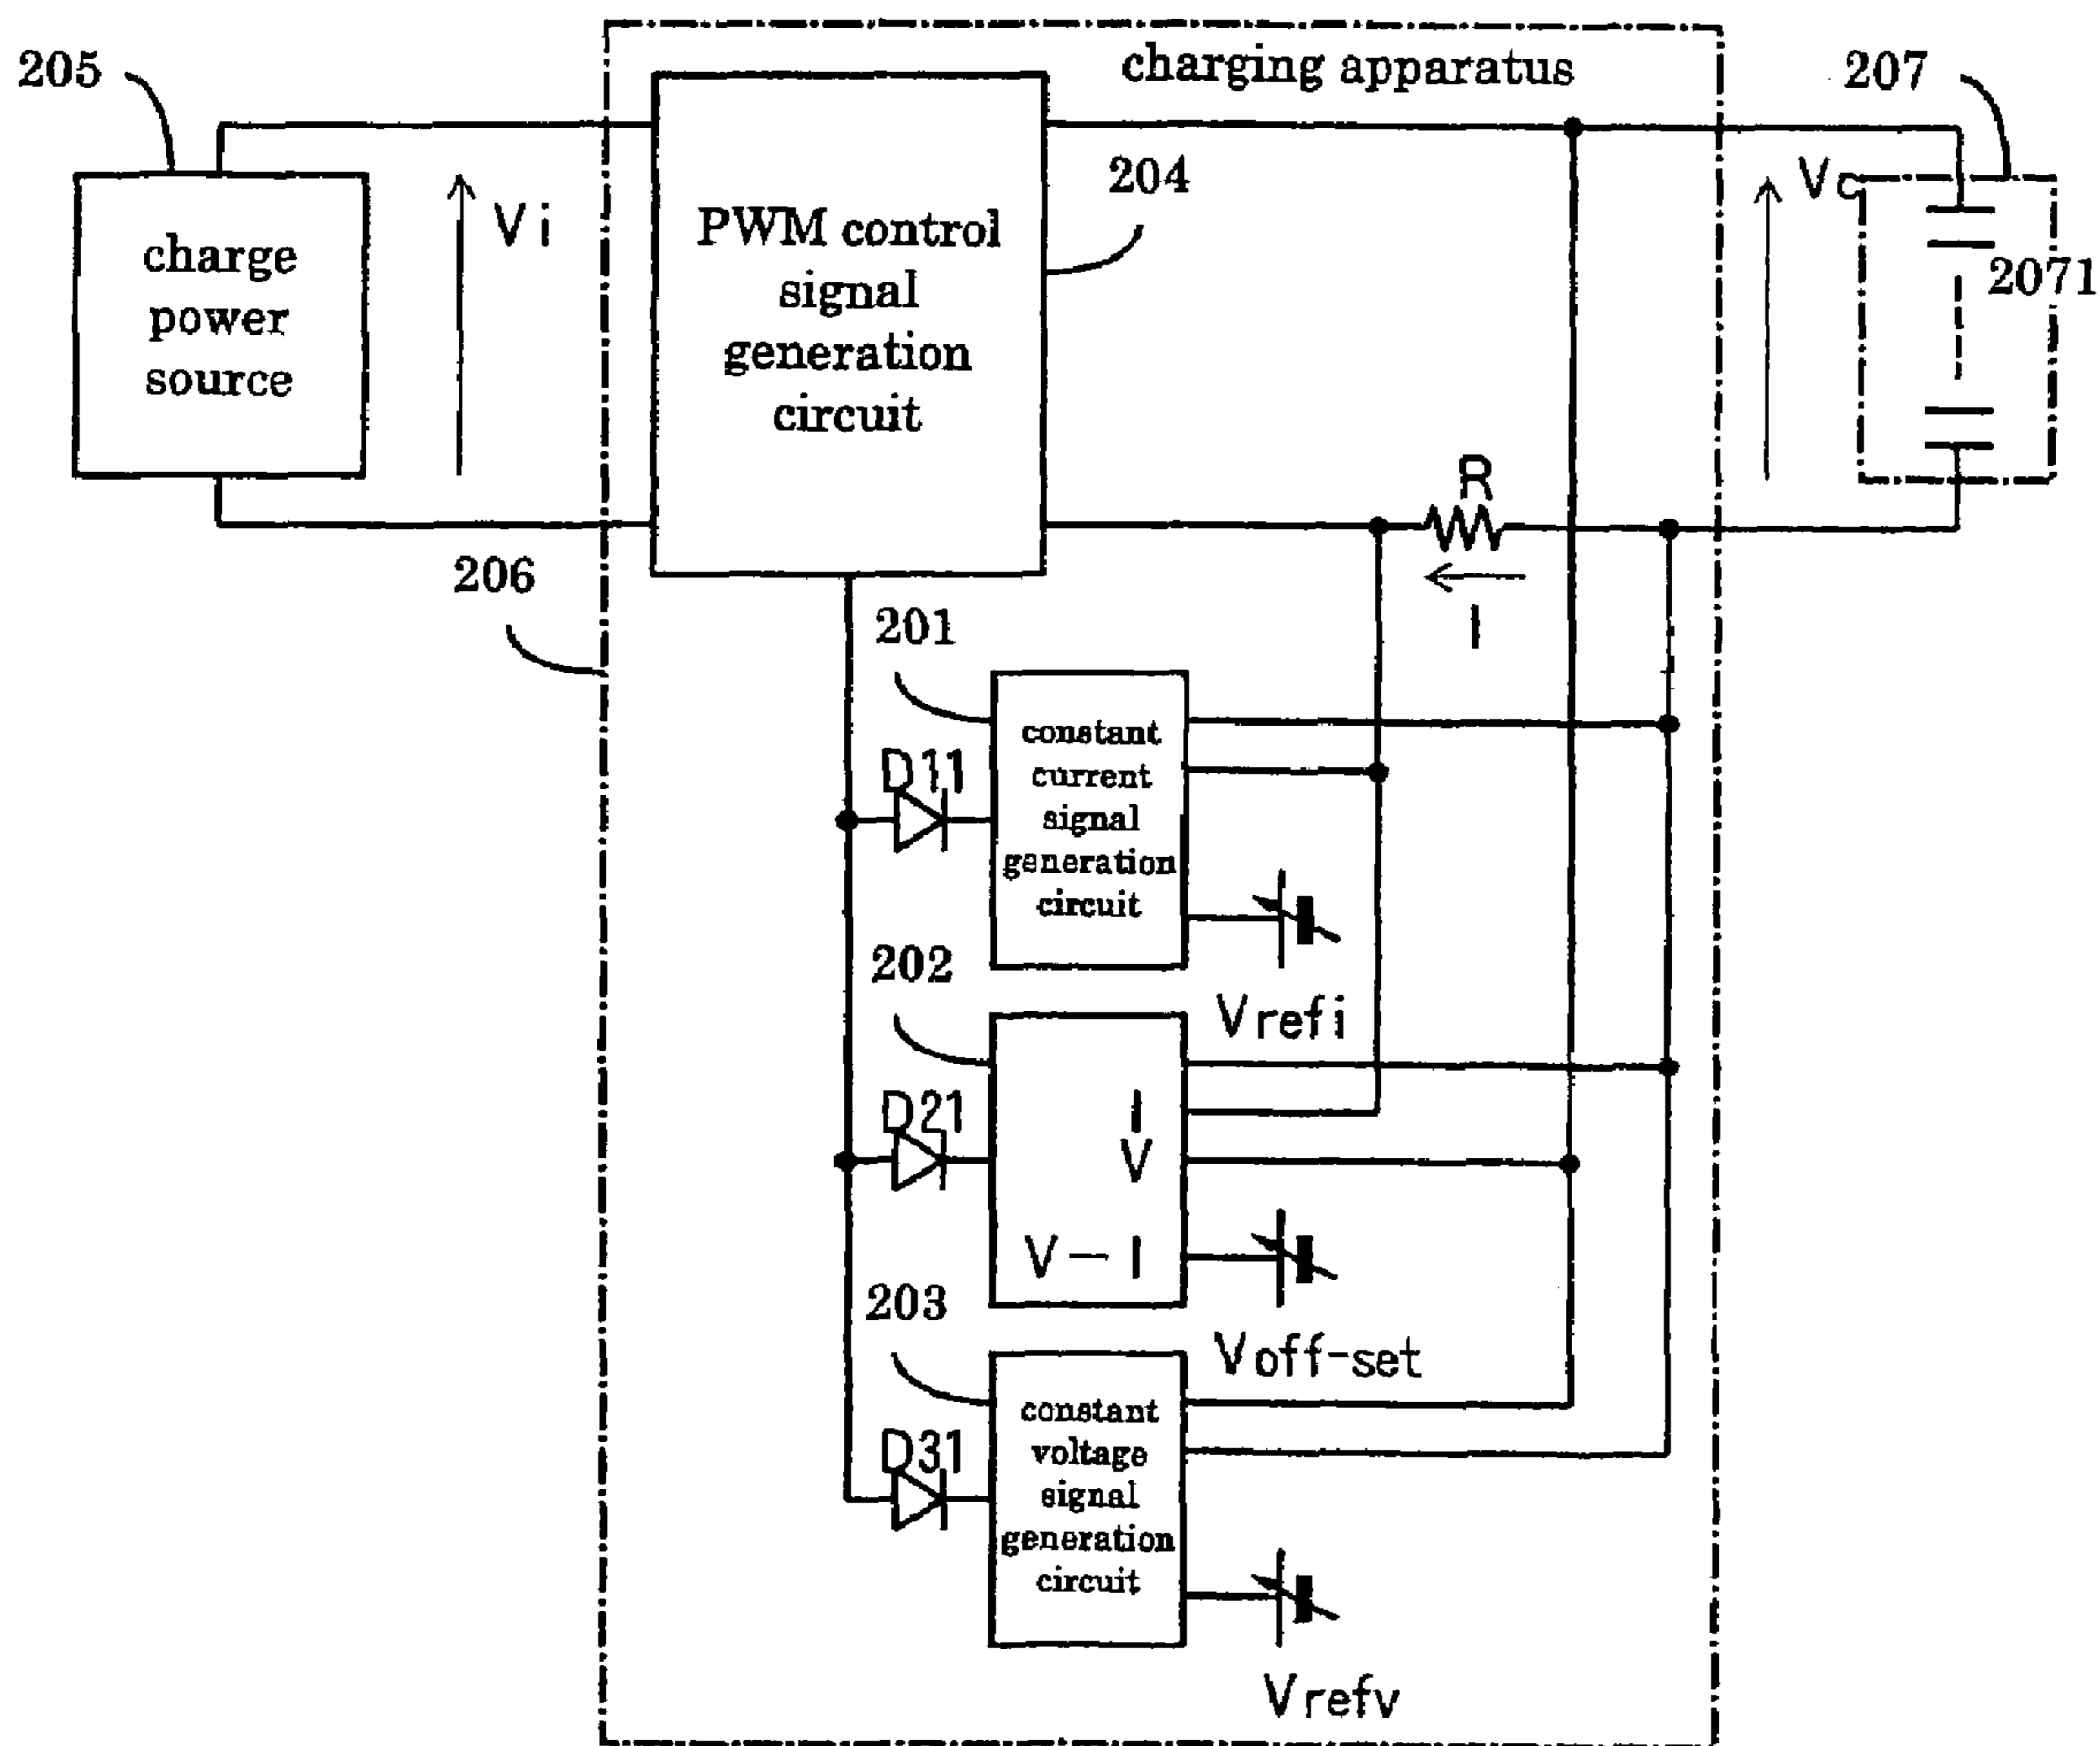 charging apparatus
205
207
204
Vi
Vc
PWM control
signal
generation
circuit
charge
power
source
2071
R
206
I
201
constant
current
signal
generation
circuit
D11
202
Vrefi
D21
I
V
V－I
203
Voff-set
constant
voltage
signal
generation
circuit
D31
Vrefv